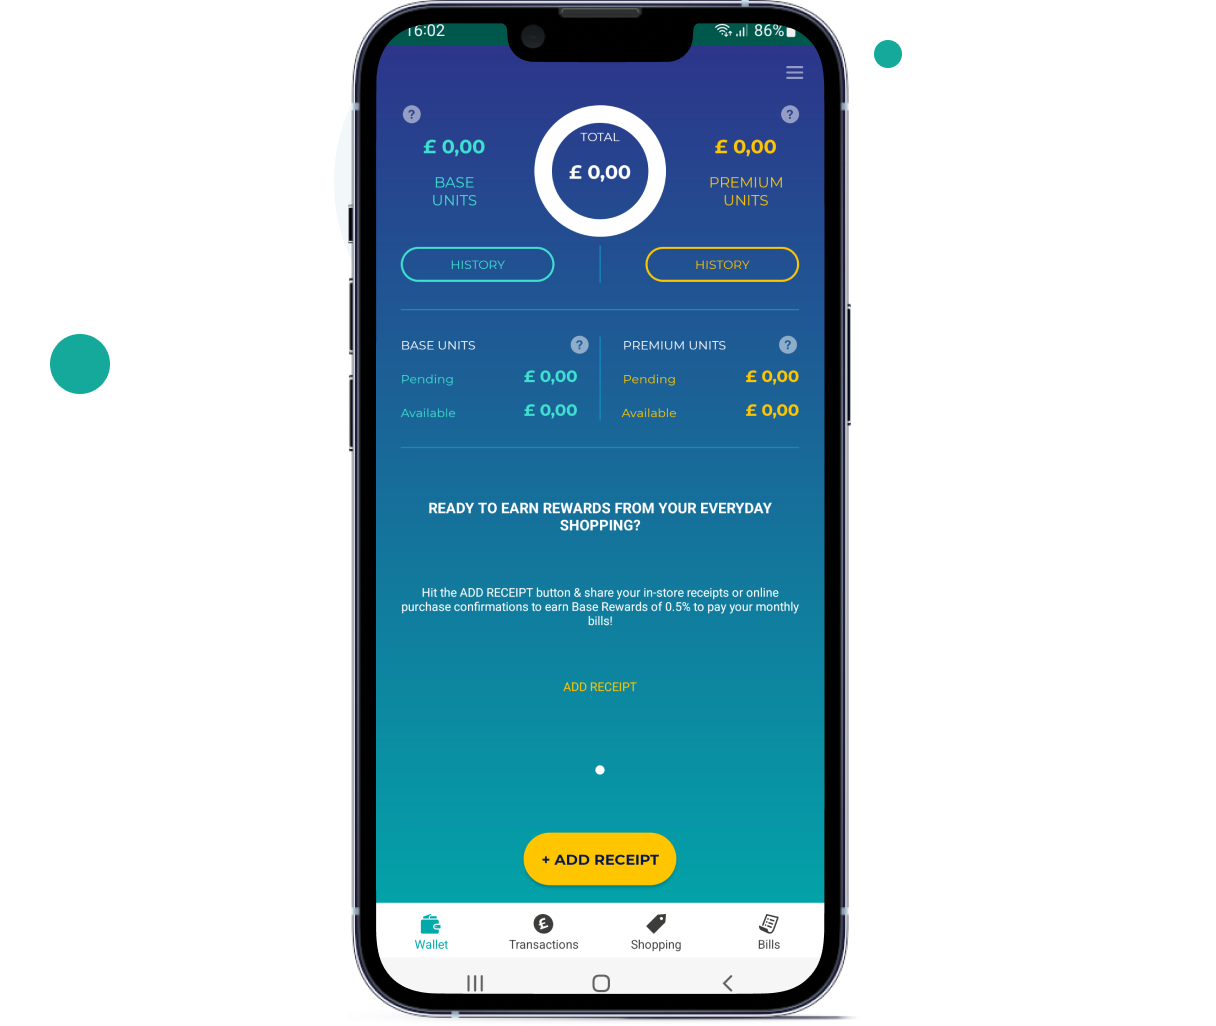 16:02
86%
?
?
£ 0,00
TOTAL
£ 0,00
£ 0,00
BASE
UNITS
PREMIUM
UNITS
HISTORY
HISTORY
BASE UNITS ?
PREMIUM UNITS ?
Pending £ 0,00
Pending £ 0,00
Available £ 0,00
Available £ 0,00
READY TO EARN REWARDS FROM YOUR EVERYDAY
SHOPPING?
Hit the ADD RECEIPT button & share your in-store receipts or online
purchase confirmations to earn Base Rewards of 0.5% to pay your monthly
bills!
ADD RECEIPT
+ ADD RECEIPT
£
Wallet
Transactions
Shopping
Bills